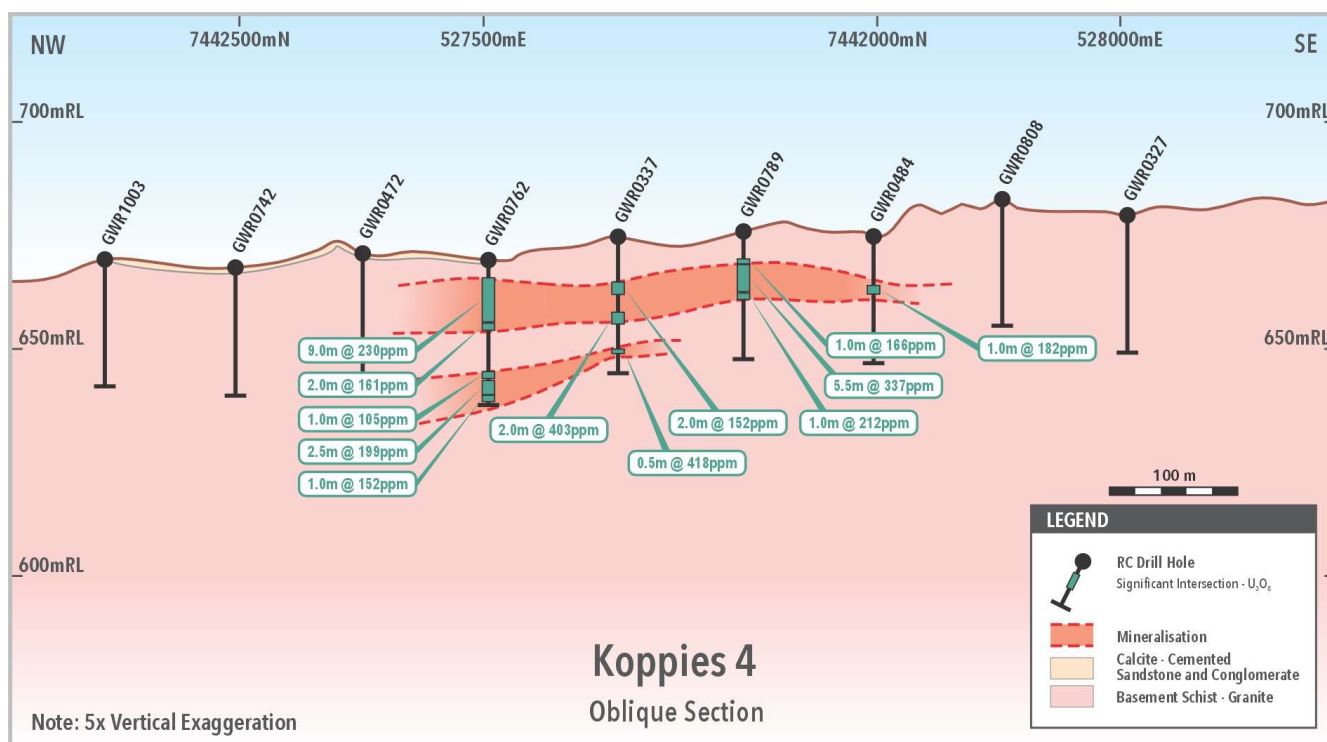 NW
7442500mN
527500mE
7442000mN
528000mE
SE
700mRL
700mRL
GWR1003
GWR0742
GWR0472
GWR0762
GWR0337
GWR0789
GWR0484
GWR0808
GWR0327
650mRL
650mRL
9.0m @ 230ppm
2.0m @ 161ppm
1.0m @ 105ppm
2.5m @ 199ppm
1.0m @ 152ppm
2.0m @ 403ppm
0.5m @ 418ppm
2.0m @ 152ppm
1.0m @ 166ppm
5.5m @ 337ppm
1.0m @ 212ppm
1.0m @ 182ppm
100 m
600mRL
LEGEND
RC Drill Hole
Significant Intersection - U₃O₈
Mineralisation
Calcite - Cemented
Sandstone and Conglomerate
Basement Schist - Granite
Koppies 4
Oblique Section
Note: 5x Vertical Exaggeration